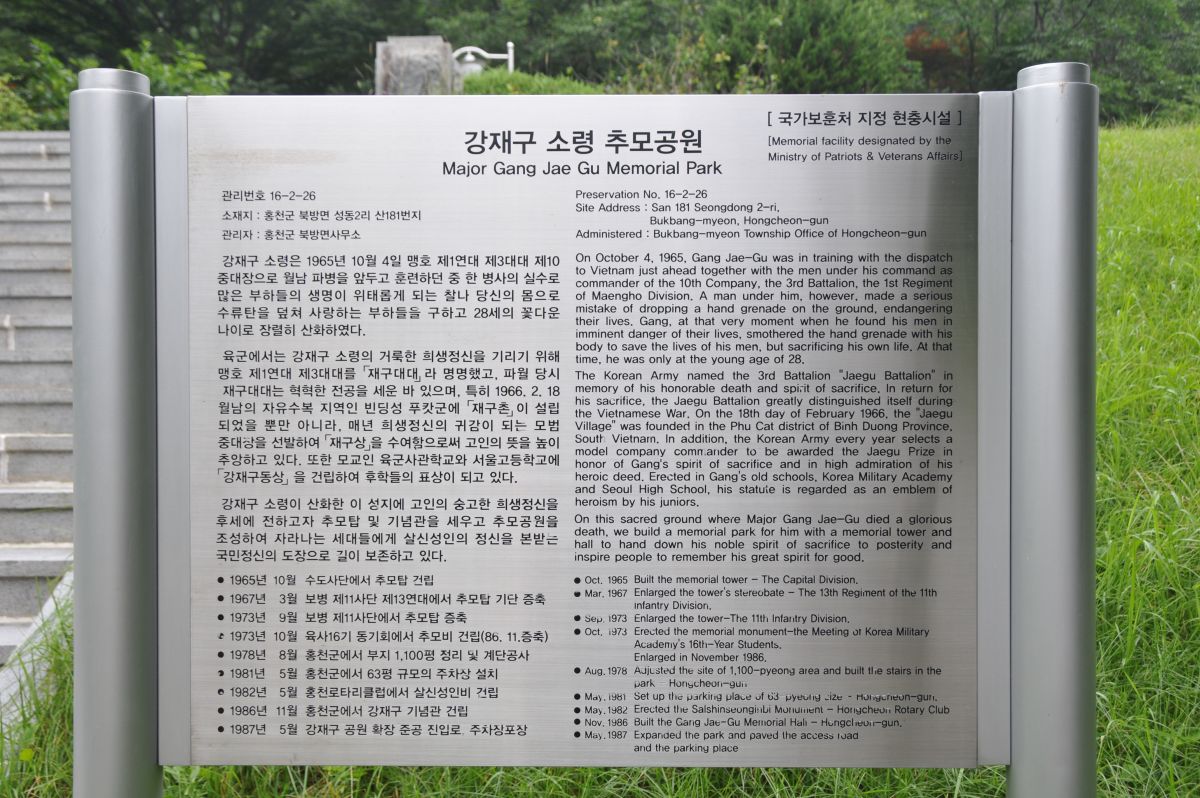 [ 국가보훈처 지정 현충시설 ]
[Memorial facility designated by the
Ministry of Patriots & Veterans Affairs]
강재구 소령 추모공원
Major Gang Jae Gu Memorial Park
관리번호 16-2-26
소재지 : 홍천군 북방면 성동2리 산181번지
관리자 : 홍천군 북방면사무소
강재구 소령은 1965년 10월 4일 맹호 제1연대 제3대대 제10
중대장으로 월남 파병을 앞두고 훈련하던 중 한 병사의 실수로
많은 부하들의 생명이 위태롭게 되는 찰나 당신의 몸으로
수류탄을 덮쳐 사랑하는 부하들을 구하고 28세의 꽃다운
나이로 장렬히 산화하였다.
육군에서는 강재구 소령의 거룩한 희생정신을 기리기 위해
맹호 제1연대 제3대대를 「재구대대」라 명명했고, 파월 당시
재구대대는 혁혁한 전공을 세운 바 있으며, 특히 1966. 2. 18
월남의 자유수복 지역인 빈딩성 푸캇군에 「재구촌」이 설립
되었을 뿐만 아니라, 매년 희생정신의 귀감이 되는 모범
중대장을 선발하여 「재구상」을 수여함으로써 고인의 뜻을 높이
추앙하고 있다. 또한 모교인 육군사관학교와 서울고등학교에
「강재구동상」을 건립하여 후학들의 표상이 되고 있다.
강재구 소령이 산화한 이 성지에 고인의 숭고한 희생정신을
후세에 전하고자 추모탑 및 기념관을 세우고 추모공원을
조성하여 자라나는 세대들에게 살신성인의 정신을 본받는
국민정신의 도장으로 길이 보존하고 있다.
● 1965년 10월 수도사단에서 추모탑 건립
● 1967년 3월 보병 제11사단 제13연대에서 추모탑 기단 증축
● 1973년 9월 보병 제11사단에서 추모탑 증축
● 1973년 10월 육사16기 동기회에서 추모비 건립(86. 11.증축)
● 1978년 8월 홍천군에서 부지 1,100평 정리 및 계단공사
● 1981년 5월 홍천군에서 63평 규모의 주차장 설치
● 1982년 5월 홍천로타리클럽에서 살신성인비 건립
● 1986년 11월 홍천군에서 강재구 기념관 건립
● 1987년 5월 강재구 공원 확장 준공 진입로, 주차장포장
Preservation No. 16-2-26
Site Address : San 181 Seongdong 2-ri,
Bukbang-myeon, Hongcheon-gun
Administered : Bukbang-myeon Township Office of Hongcheon-gun
On October 4, 1965, Gang Jae-Gu was in training with the dispatch
to Vietnam just ahead together with the men under his command as
commander of the 10th Company, the 3rd Battalion, the 1st Regiment
of Maengho Division. A man under him, however, made a serious
mistake of dropping a hand grenade on the ground, endangering
their lives. Gang, at that very moment when he found his men in
imminent danger of their lives, smothered the hand grenade with his
body to save the lives of his men, but sacrificing his own life. At that
time, he was only at the young age of 28.
The Korean Army named the 3rd Battalion "Jaegu Battalion" in
memory of his honorable death and spirit of sacrifice. In return for
his sacrifice, the Jaegu Battalion greatly distinguished itself during
the Vietnamese War. On the 18th day of February 1966, the "Jaegu
Village" was founded in the Phu Cat district of Binh Duong Province,
South Vietnam. In addition, the Korean Army every year selects a
model company commander to be awarded the Jaegu Prize in
honor of Gang's spirit of sacrifice and in high admiration of his
heroic deed. Erected in Gang's old schools, Korea Military Academy
and Seoul High School, his statute is regarded as an emblem of
heroism by his juniors.
On this sacred ground where Major Gang Jae-Gu died a glorious
death, we build a memorial park for him with a memorial tower and
hall to hand down his noble spirit of sacrifice to posterity and
inspire people to remember his great spirit for good.
● Oct. 1965 Built the memorial tower - The Capital Division.
● Mar. 1967 Enlarged the tower's stereobate - The 13th Regiment of the 11th
infantry Division.
● Sep. 1973 Enlarged the tower-The 11th Infantry Division.
● Oct. 1973 Erected the memorial monument-the Meeting of Korea Military
Academy's 16th-Year Students.
Enlarged in November 1986.
● Aug. 1978 Adjusted the site of 1,100-pyeong area and built the stairs in the
park - Hongcheon-gun
● May. 1981 Set up the parking place of 63-pyeong size - Hongcheon-gun.
● May. 1982 Erected the Salshinseonginbi Monument - Hongcheon Rotary Club
● Nov. 1986 Built the Gang Jae-Gu Memorial Hall - Hongcheon-gun.
● May. 1987 Expanded the park and paved the access road
and the parking place